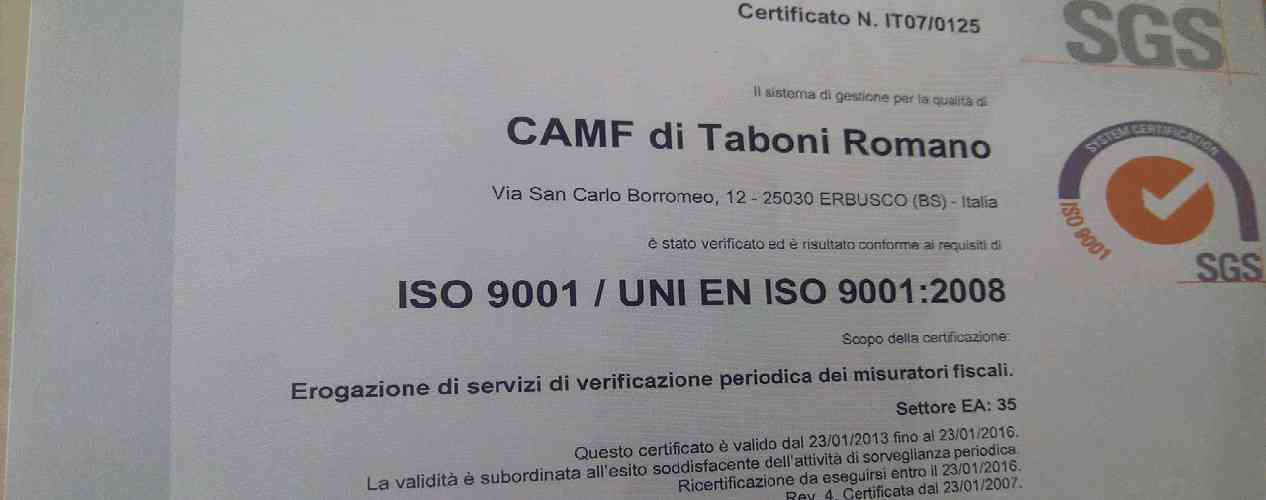 Certificato N. IT07/0125
SGS
Il sistema di gestione per la qualità di
CAMF di Taboni Romano
Via San Carlo Borromeo, 12 - 25030 ERBUSCO (BS) - Italia
è stato verificato ed è risultato conforme ai requisiti di
ISO 9001 / UNI EN ISO 9001:2008
Scopo della certificazione:
Erogazione di servizi di verificazione periodica dei misuratori fiscali.
Settore EA: 35
Questo certificato è valido dal 23/01/2013 fino al 23/01/2016.
La validità è subordinata all'esito soddisfacente dell'attività di sorveglianza periodica.
Ricertificazione da eseguirsi entro il 23/01/2016.
Rev. 4. Certificata dal 23/01/2007.
SYSTEM CERTIFICATION
ISO 9001
SGS